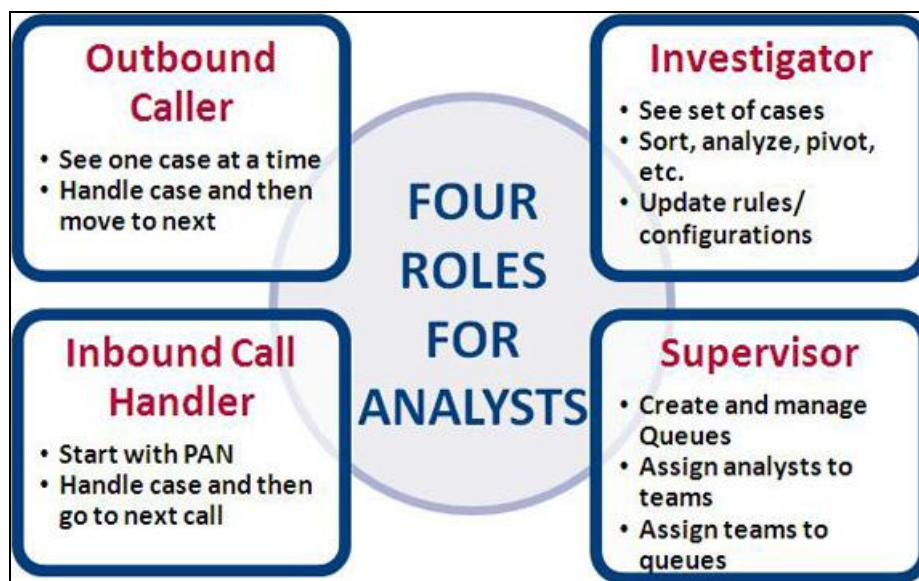 Outbound
Caller
• See one case at a time
• Handle case and then
move to next
Investigator
• See set of cases
• Sort, analyze, pivot,
etc.
• Update rules/
configurations
FOUR
ROLES
FOR
ANALYSTS
Inbound Call
Handler
• Start with PAN
• Handle case and then
go to next call
Supervisor
• Create and manage
Queues
• Assign analysts to
teams
• Assign teams to
queues